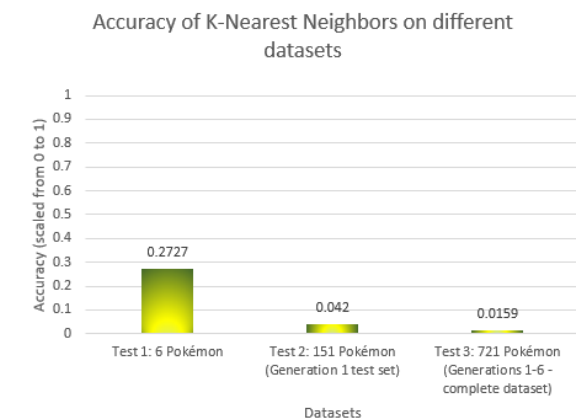 Accuracy of K-Nearest Neighbors on different
datasets
Accuracy (scaled from 0 to 1)
1
0.9
0.8
0.7
0.6
0.5
0.4
0.3
0.2
0.1
0
0.2727
0.042
0.0159
Test 1: 6 Pokémon
Test 2: 151 Pokémon
(Generation 1 test set)
Test 3: 721 Pokémon
(Generations 1-6 -
complete dataset)
Datasets